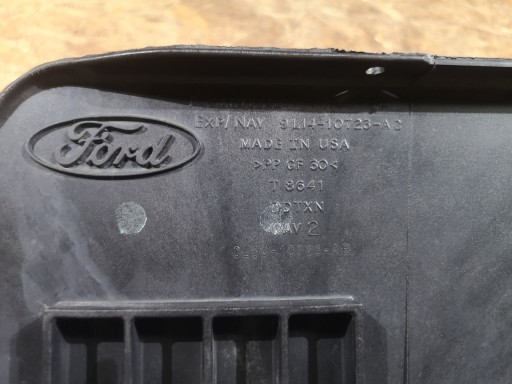 Ford
EXP/NAV 9L14-10723-AC
MADE IN USA
>PP GF 30<
T 8641
CAV 2